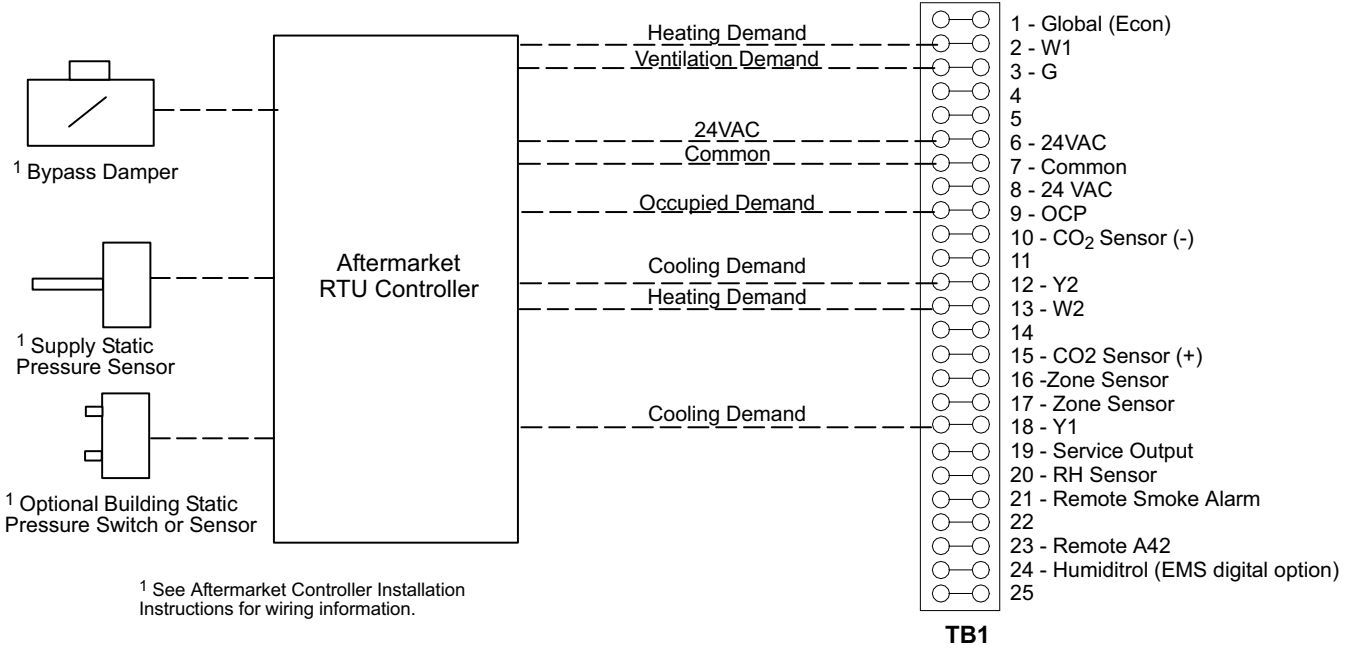 1 Bypass Damper
1 Supply Static
Pressure Sensor
1 Optional Building Static
Pressure Switch or Sensor
Aftermarket
RTU Controller
Heating Demand
Ventilation Demand
24VAC
Common
Occupied Demand
Cooling Demand
Heating Demand
Cooling Demand
1 - Global (Econ)
2 - W1
3 - G
4
5
6 - 24VAC
7 - Common
8 - 24 VAC
9 - OCP
10 - CO2 Sensor (-)
11
12 - Y2
13 - W2
14
15 - CO2 Sensor (+)
16 -Zone Sensor
17 - Zone Sensor
18 - Y1
19 - Service Output
20 - RH Sensor
21 - Remote Smoke Alarm
22
23 - Remote A42
24 - Humiditrol (EMS digital option)
25
TB1
1 See Aftermarket Controller Installation
Instructions for wiring information.